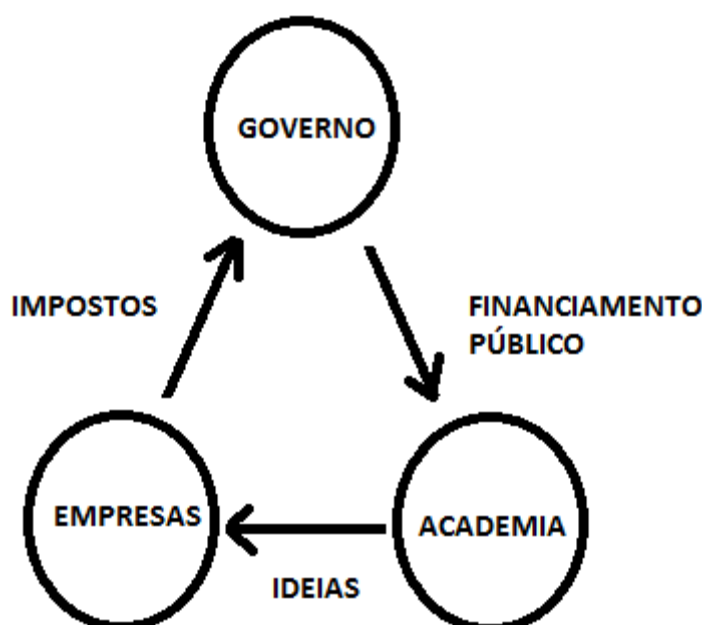 GOVERNO
IMPOSTOS
FINANCIAMENTO
PÚBLICO
EMPRESAS
ACADEMIA
IDEIAS